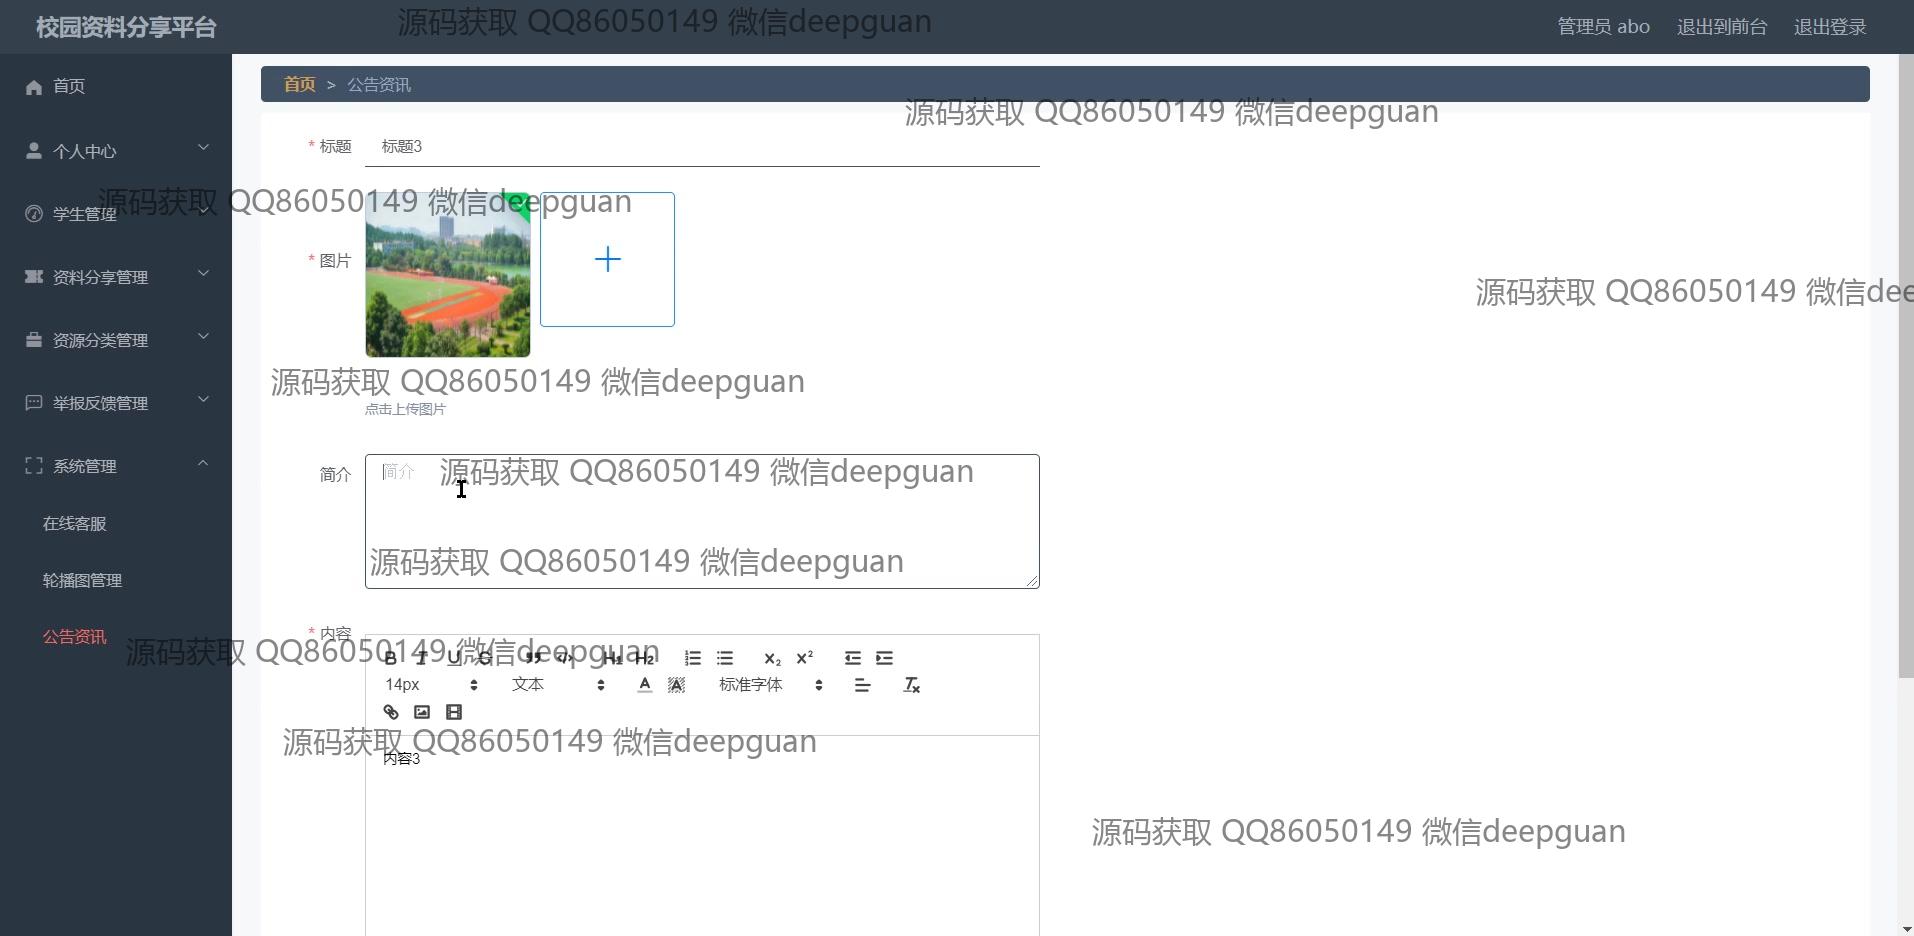 校园资料分享平台
源码获取 QQ86050149 微信deepguan
管理员 abo
退出到前台
退出登录
首页
首页 > 公告资讯
源码获取 QQ86050149 微信deepguan
* 标题
标题3
个人中心
源码获取 QQ86050149 微信deepguan
学生管理
* 图片
资料分享管理
源码获取 QQ86050149 微信dee
资源分类管理
源码获取 QQ86050149 微信deepguan
点击上传图片
举报反馈管理
系统管理
简介
简介
源码获取 QQ86050149 微信deepguan
在线客服
源码获取 QQ86050149 微信deepguan
轮播图管理
公告资讯
* 内容
源码获取 QQ86050149 微信deepguan
B I U S H1 H2 X₂ X²
14px 文本 A A 标准字体 Tx
源码获取 QQ86050149 微信deepguan
内容3
源码获取 QQ86050149 微信deepguan